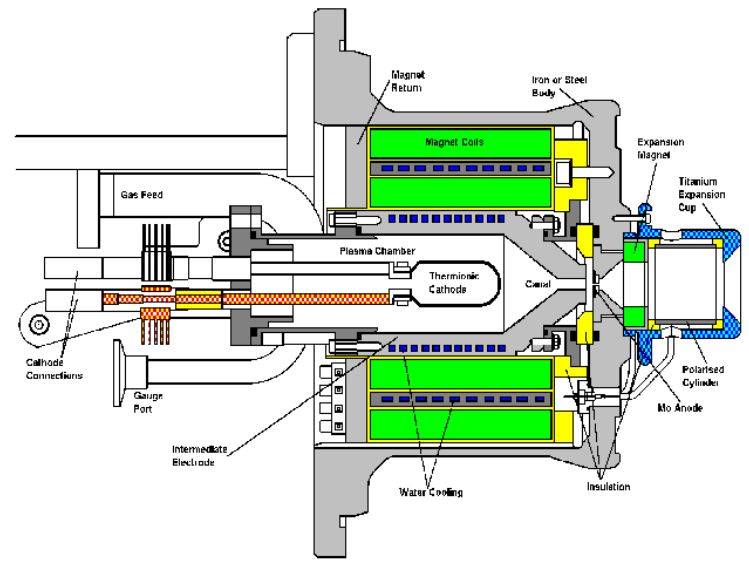 Magnet
Return
Iron or Steel
Body
Magnet Coils
Expansion
Magnet
Titanium
Expansion
Cup
Gas Feed
Plasma Chamber
Thermionic
Cathode
Canal
Cathode
Connections
Gauge
Port
Polarised
Cylinder
Mo Anode
Intermediate
Electrode
Water Cooling
Insulation